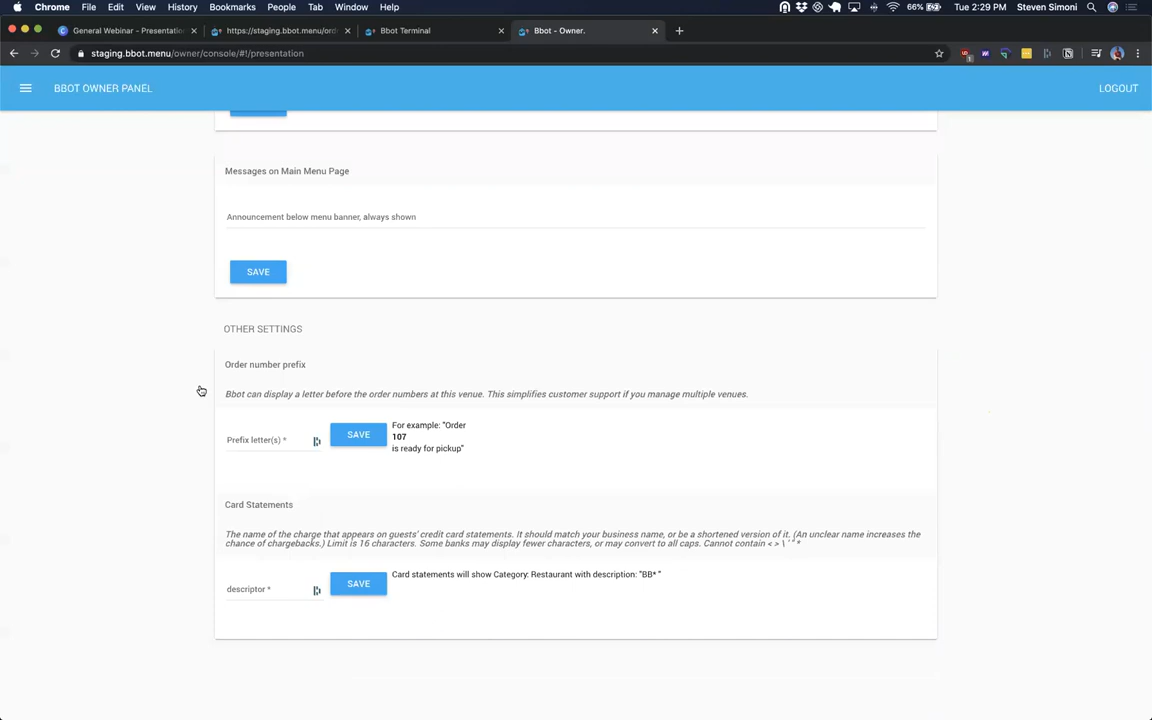 Chrome File Edit View History Bookmarks People Tab Window Help 66% Tue 2:29 PM Steven Simoni
General Webinar - Presentatio https://staging.bbot.menu/ord Bbot Terminal Bbot - Owner.
staging.bbot.menu/owner/console/#!/presentation
BBOT OWNER PANEL LOGOUT
Messages on Main Menu Page
Announcement below menu banner, always shown
SAVE
OTHER SETTINGS
Order number prefix
Bbot can display a letter before the order numbers at this venue. This simplifies customer support if you manage multiple venues.
Prefix letter(s) * SAVE For example: "Order
107
is ready for pickup"
Card Statements
The name of the charge that appears on guests' credit card statements. It should match your business name, or be a shortened version of it. (An unclear name increases the
chance of chargebacks.) Limit is 16 characters. Some banks may display fewer characters, or may convert to all caps. Cannot contain < > \ ' " *
descriptor * SAVE Card statements will show Category: Restaurant with description: "BB* "